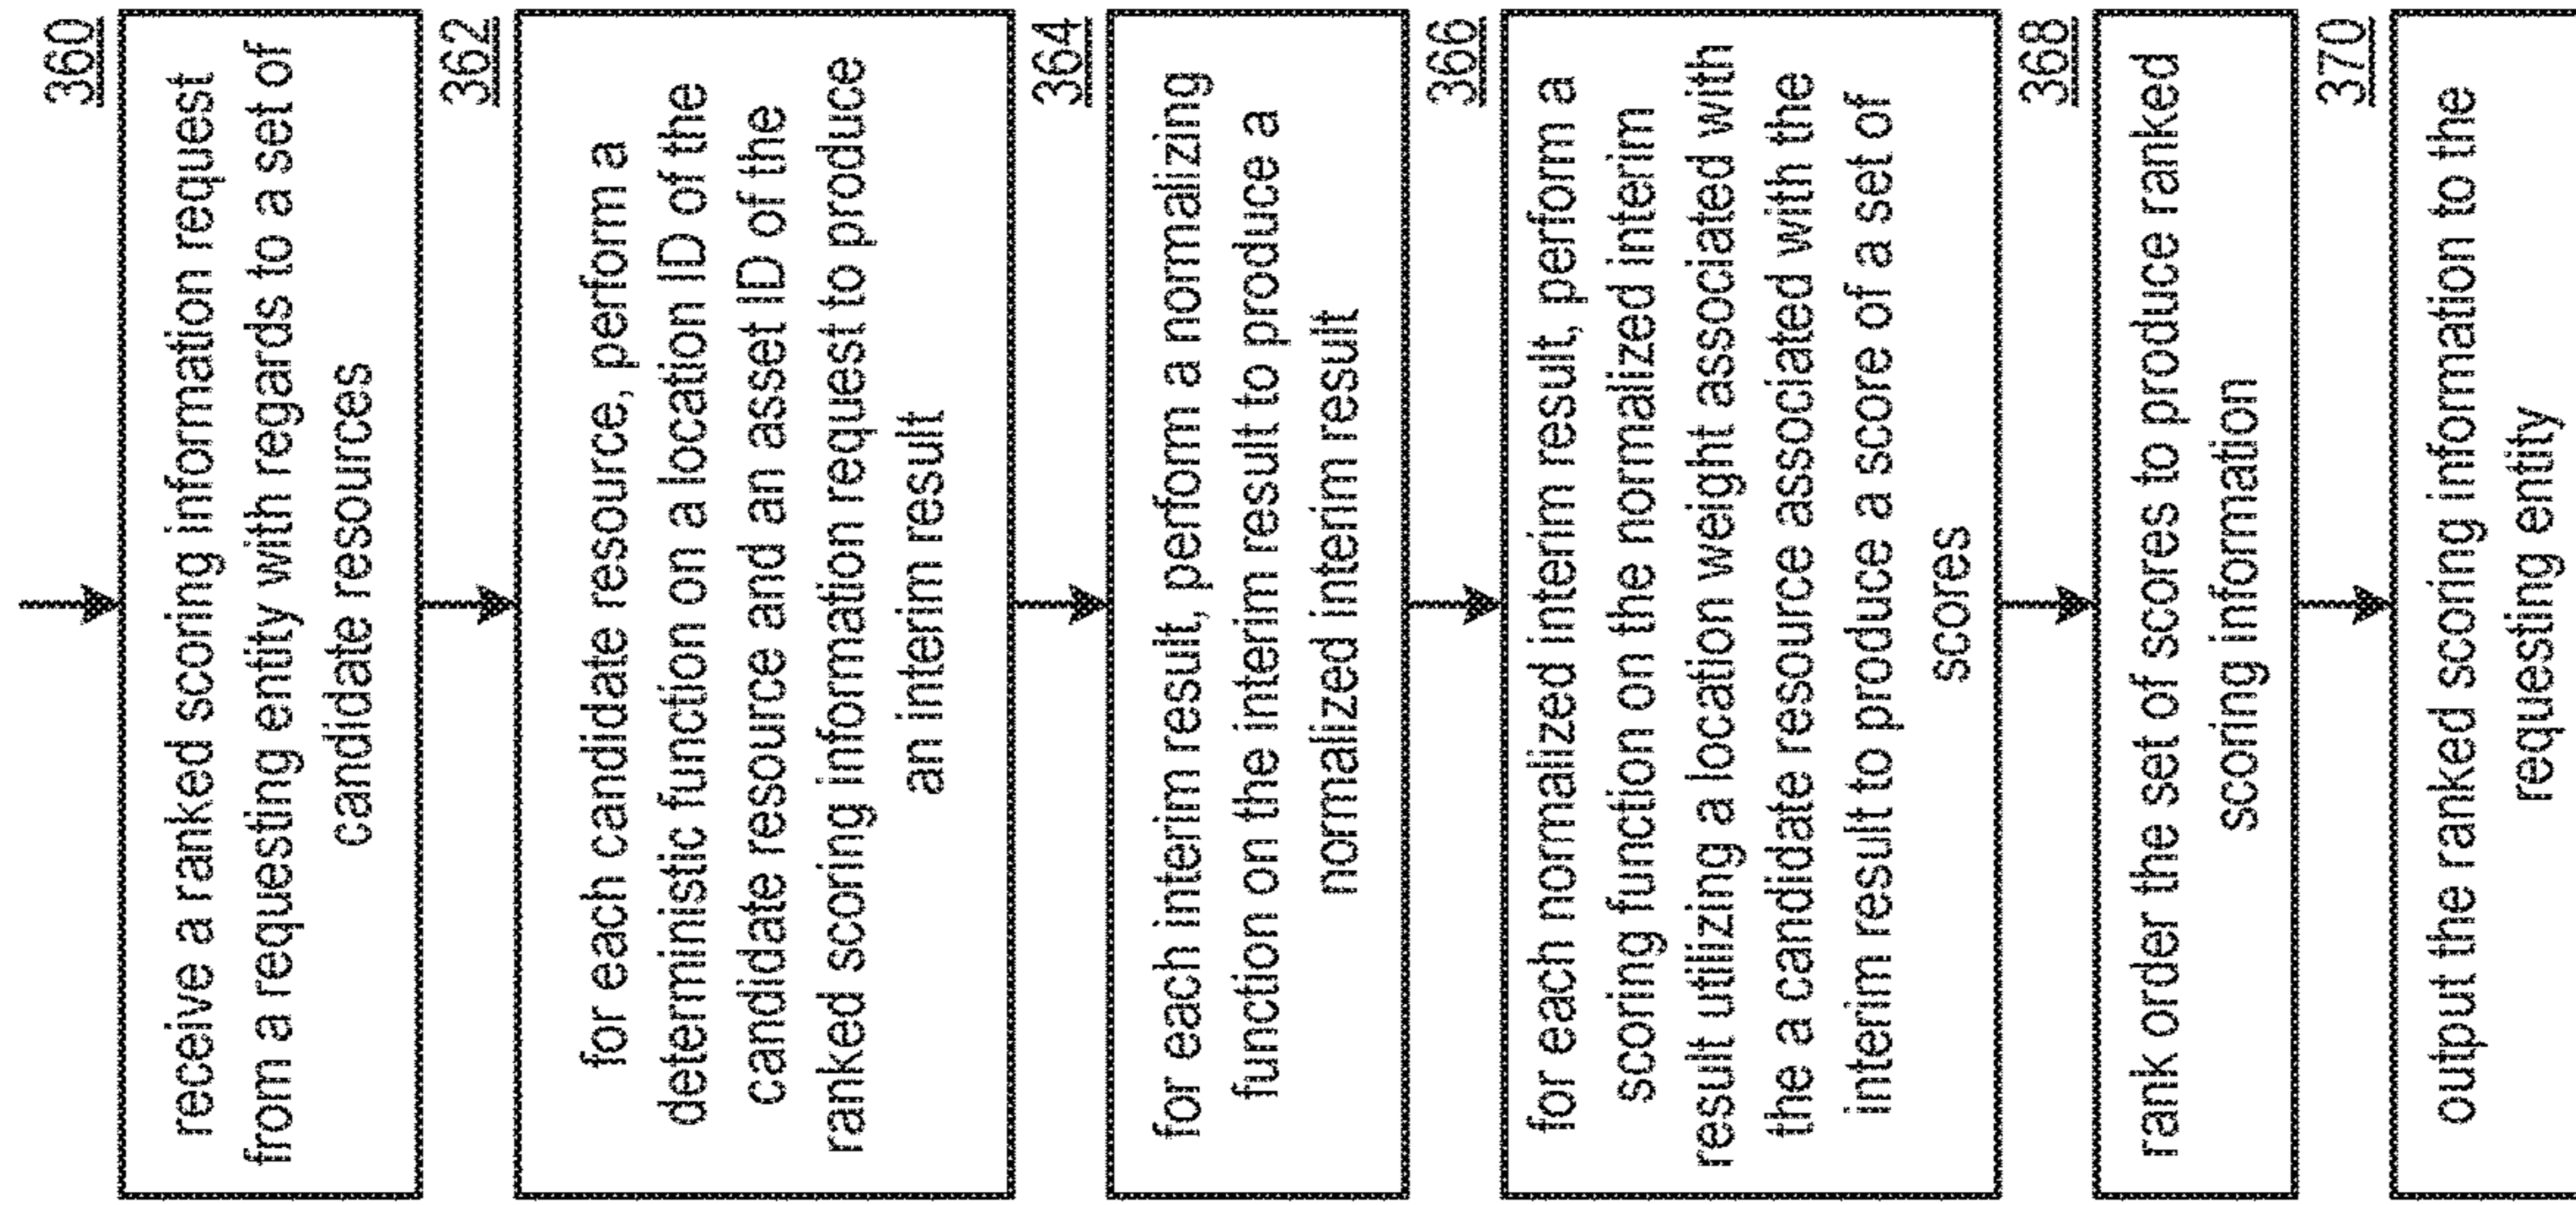 360
receive a ranked scoring information request
from a requesting entity with regards to a set of
candidate resources
362
for each candidate resource, perform a
deterministic function on a location ID of the
candidate resource and an asset ID of the
ranked scoring information request to produce
an interim result
364
for each interim result, perform a normalizing
function on the interim result to produce a
normalized interim result
366
for each normalized interim result, perform a
scoring function on the normalized interim
result utilizing a location weight associated with
the a candidate resource associated with the
interim result to produce a score of a set of
scores
368
rank order the set of scores to produce ranked
scoring information
370
output the ranked scoring information to the
requesting entity